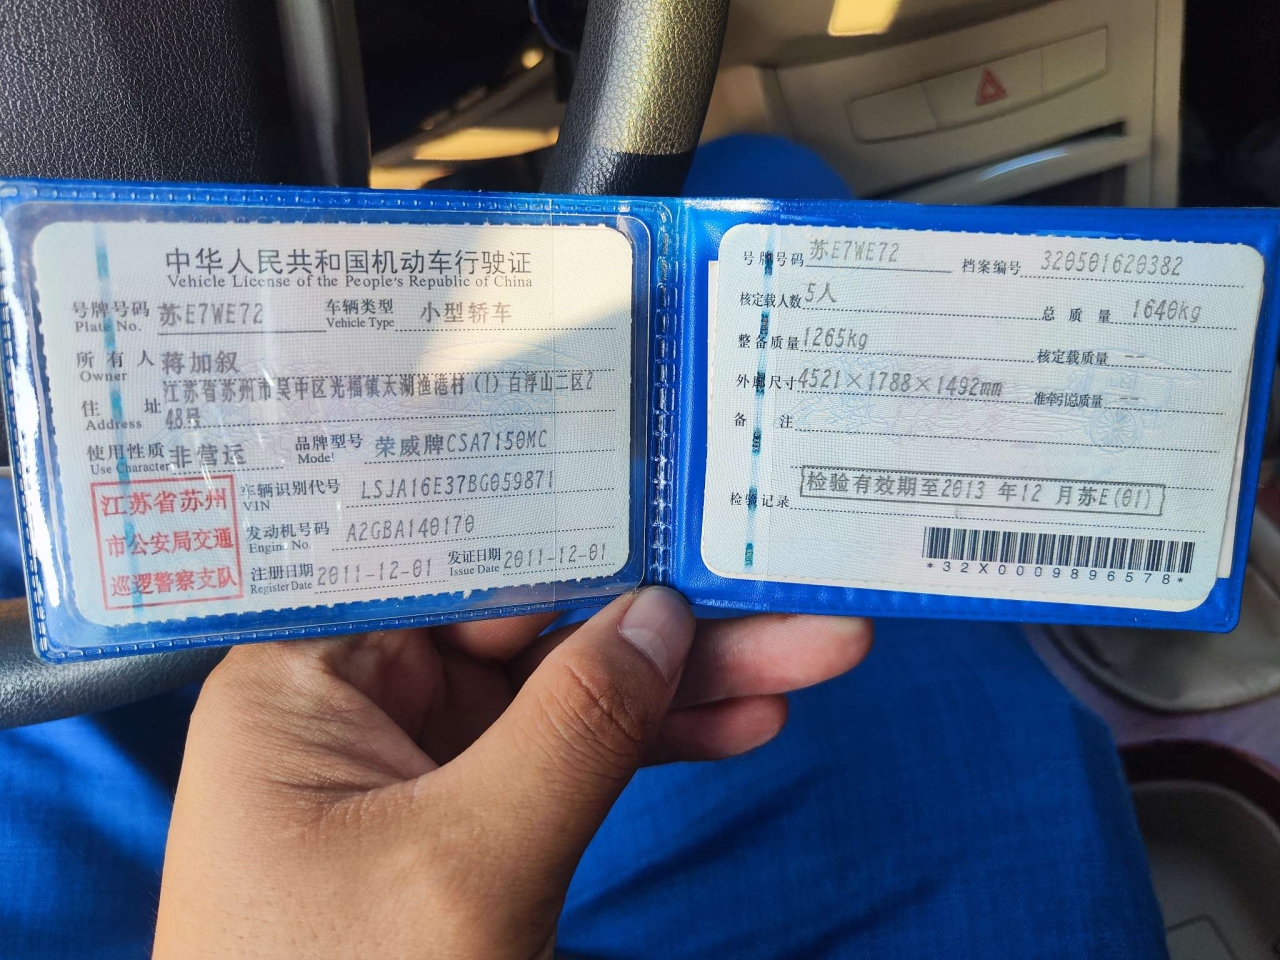 中华人民共和国机动车行驶证
Vehicle License of the People's Republic of China
号牌号码 苏E7WE72 车辆类型 小型轿车
Plate No. Vehicle Type
所有人 蒋加叙
Owner
住址 江苏省苏州市吴中区光福镇太湖渔港村(1)白浮山二区2
Address 48号
使用性质 非营运 品牌型号 荣威牌CSA7150MC
Use Character Model
江苏省苏州
市公安局交通
巡逻警察支队
车辆识别代号 LSJA16E37BG059871
VIN
发动机号码 A2GBA140170
Engine No.
注册日期 2011-12-01 发证日期 2011-12-01
Register Date Issue Date
号牌号码 苏E7WE72 档案编号 320501620382
核定载人数 5人 总质量 1640kg
整备质量 1265kg 核定载质量 --
外廓尺寸 4521×1788×1492mm 准牵引总质量 --
备注
检验记录 检验有效期至2013年12月苏E(01)
*32X0009896578*